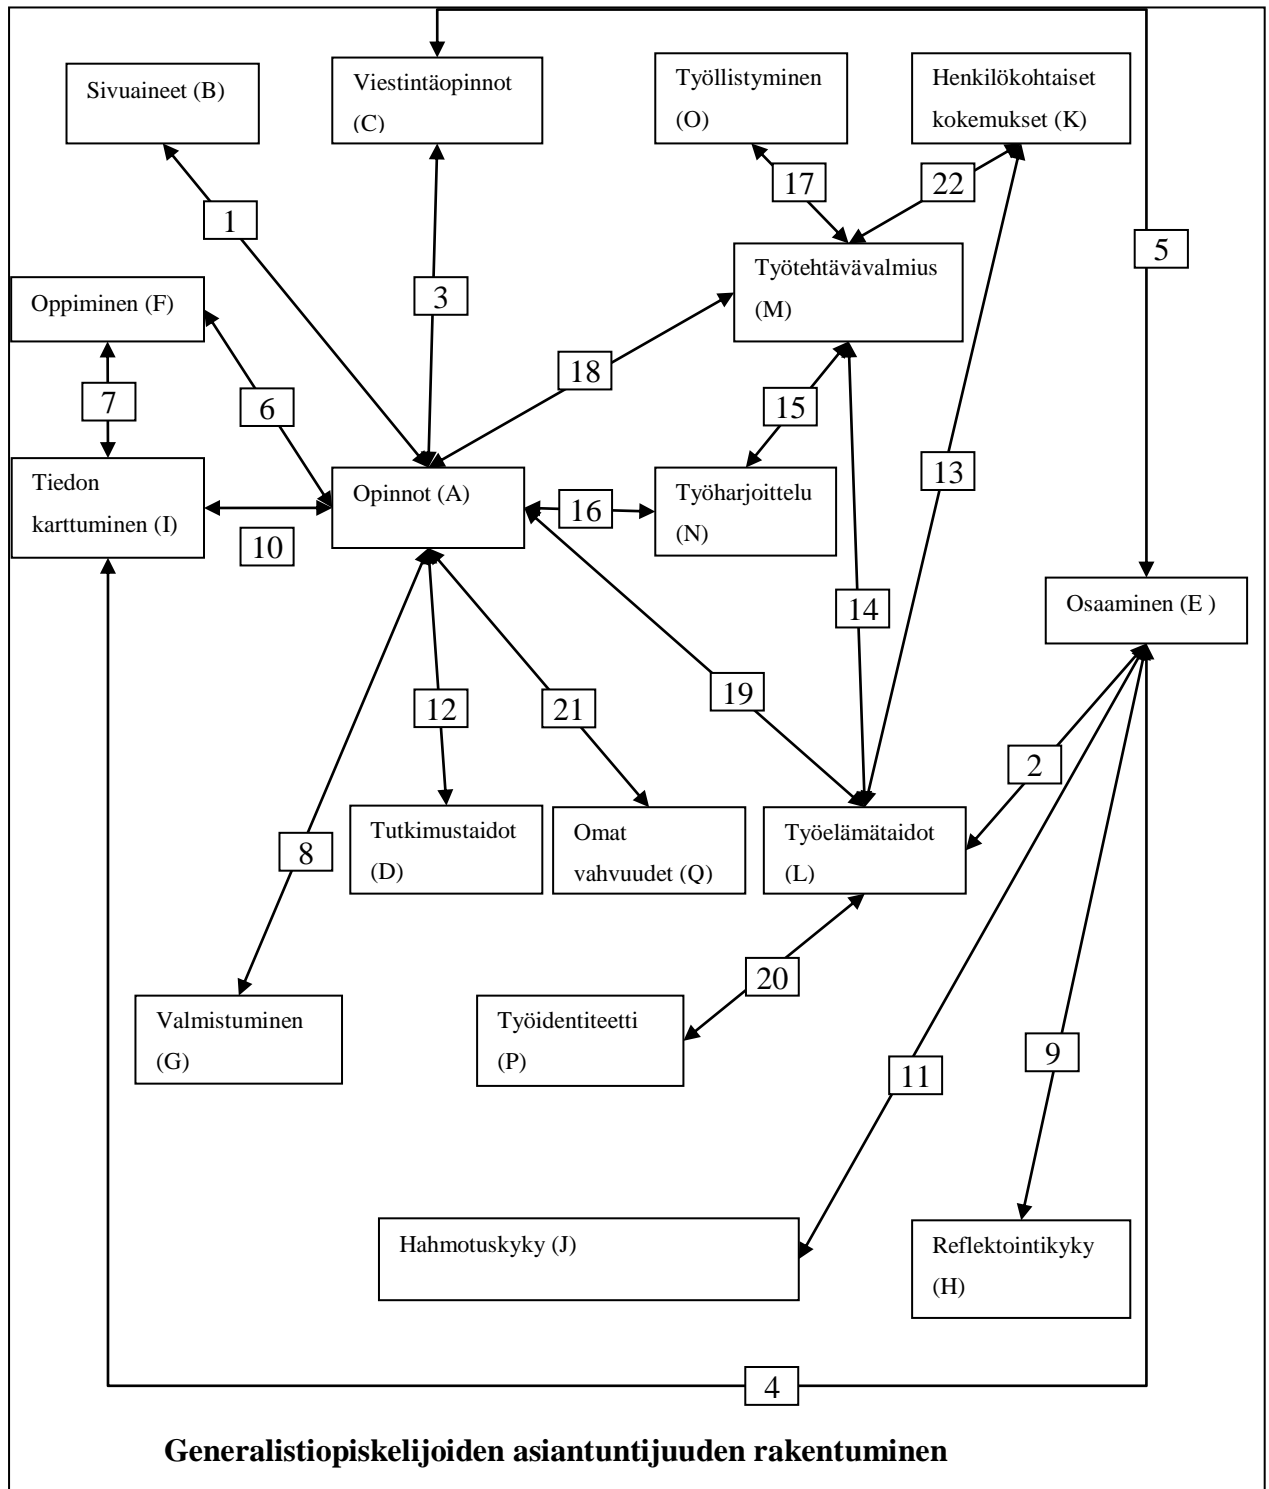 Sivuaineet (B)
Viestintäopinnot
(C)
Työllistyminen
(O)
Henkilökohtaiset
kokemukset (K)
17
22
1
5
Työtehtävävalmius
(M)
3
Oppiminen (F)
18
7
6
15
13
Tiedon
karttuminen (I)
Opinnot (A)
Työharjoittelu
(N)
16
10
14
Osaaminen (E )
12
21
19
2
8
Tutkimustaidot
(D)
Omat
vahvuudet (Q)
Työelämätaidot
(L)
20
Valmistuminen
(G)
Työidentiteetti
(P)
9
11
Hahmotuskyky (J)
Reflektointikyky
(H)
4
Generalistiopiskelijoiden asiantuntijuuden rakentuminen